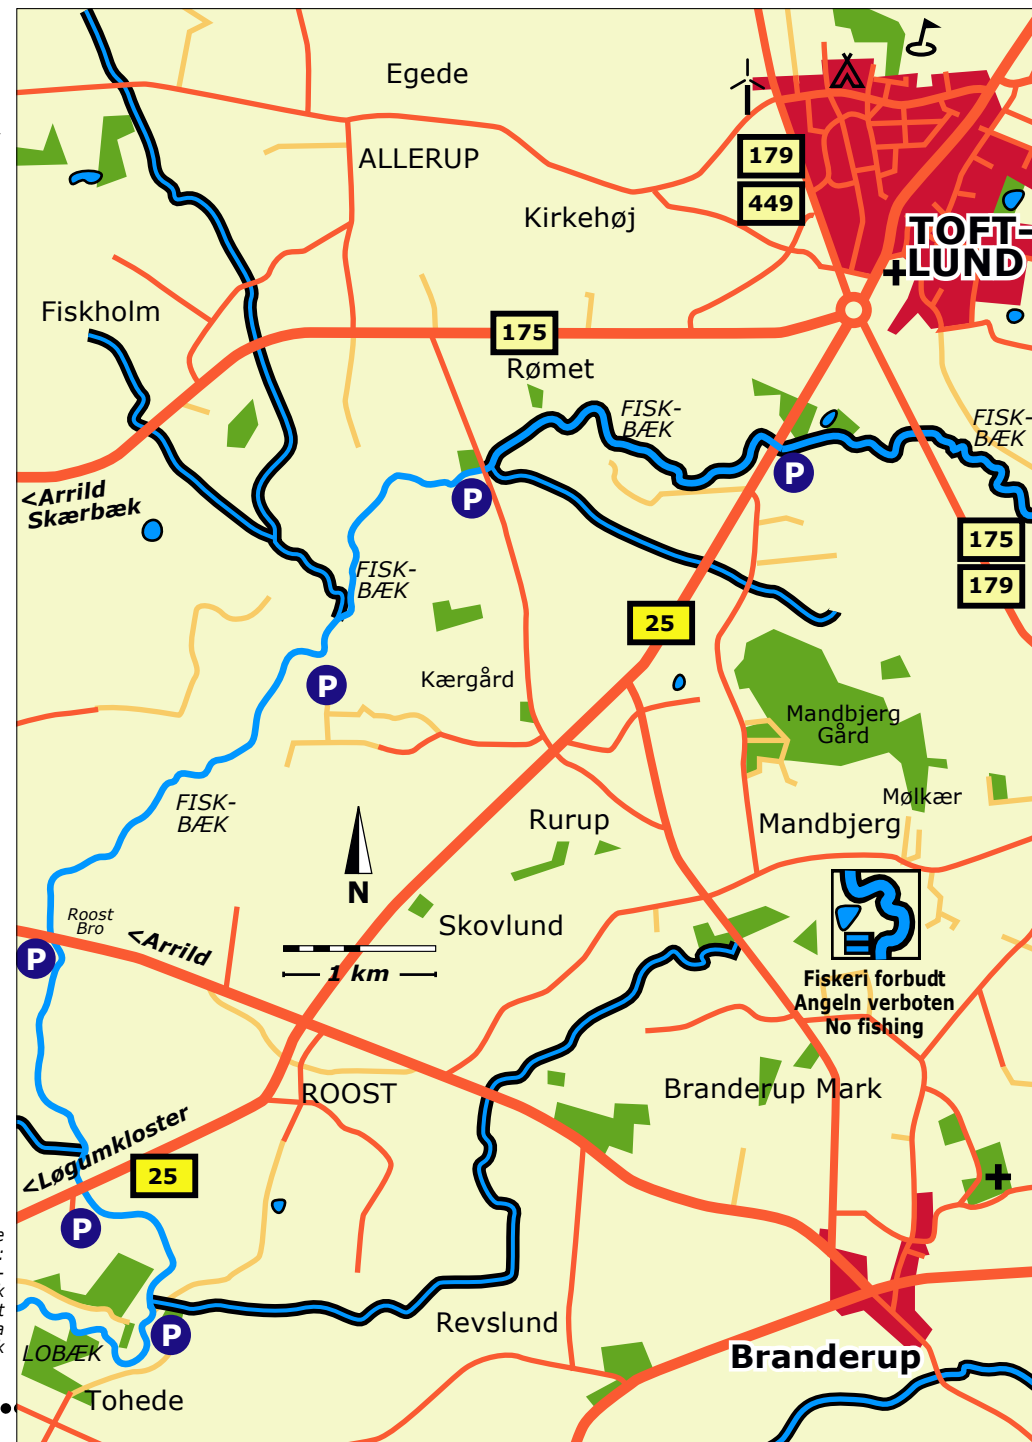 Egede
ALLERUP
179
449
Kirkehøj
TOFT-
LUND
Fiskholm
175
Rømet
FISK-
BÆK
FISK-
BÆK
P
<Arrild
Skærbæk
P
175
179
FISK-
BÆK
25
Kærgård
P
Mandbjerg
Gård
Mølkær
FISK-
BÆK
Rurup
Mandbjerg
N
Roost
Bro
<Arrild
Skovlund
P
1 km
Fiskeri forbudt
Angeln verboten
No fishing
ROOST
Branderup Mark
<Løgumkloster
25
P
Revslund
P
LOBÆK
Branderup
Tohede